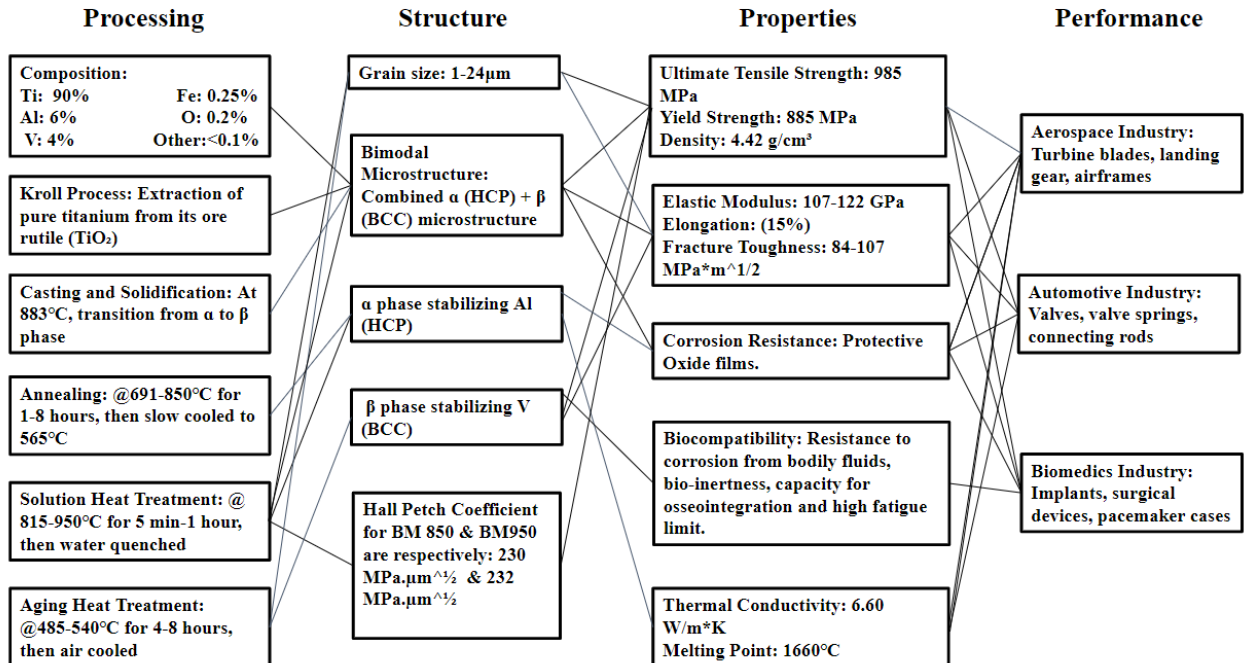 Processing
Structure
Properties
Performance
Composition:
Ti: 90% Fe: 0.25%
Al: 6% O: 0.2%
V: 4% Other:<0.1%
Kroll Process: Extraction of
pure titanium from its ore
rutile (TiO₂)
Casting and Solidification: At
883℃, transition from α to β
phase
Annealing: @691-850℃ for
1-8 hours, then slow cooled to
565℃
Solution Heat Treatment: @
815-950℃ for 5 min-1 hour,
then water quenched
Aging Heat Treatment:
@485-540℃ for 4-8 hours,
then air cooled
Grain size: 1-24μm
Bimodal
Microstructure:
Combined α (HCP) + β
(BCC) microstructure
α phase stabilizing Al
(HCP)
β phase stabilizing V
(BCC)
Hall Petch Coefficient
for BM 850 & BM950
are respectively: 230
MPa.μm^½ & 232
MPa.μm^½
Ultimate Tensile Strength: 985
MPa
Yield Strength: 885 MPa
Density: 4.42 g/cm³
Elastic Modulus: 107-122 GPa
Elongation: (15%)
Fracture Toughness: 84-107
MPa*m^1/2
Corrosion Resistance: Protective
Oxide films.
Biocompatibility: Resistance to
corrosion from bodily fluids,
bio-inertness, capacity for
osseointegration and high fatigue
limit.
Thermal Conductivity: 6.60
W/m*K
Melting Point: 1660℃
Aerospace Industry:
Turbine blades, landing
gear, airframes
Automotive Industry:
Valves, valve springs,
connecting rods
Biomedics Industry:
Implants, surgical
devices, pacemaker cases